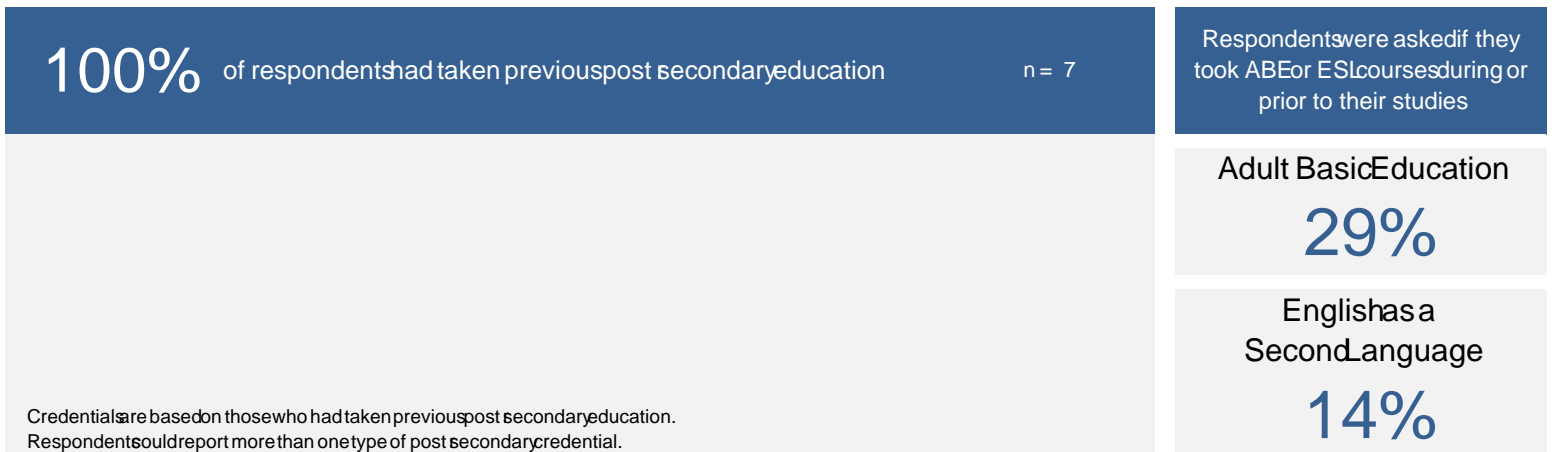 100% of respondents had taken previous post secondary education n = 7
Credentials are based on those who had taken previous post secondary education.
Respondents could report more than one type of post secondary credential.
Respondents were asked if they
took ABE or ESL courses during or
prior to their studies
Adult Basic Education
29%
English as a
Second Language
14%